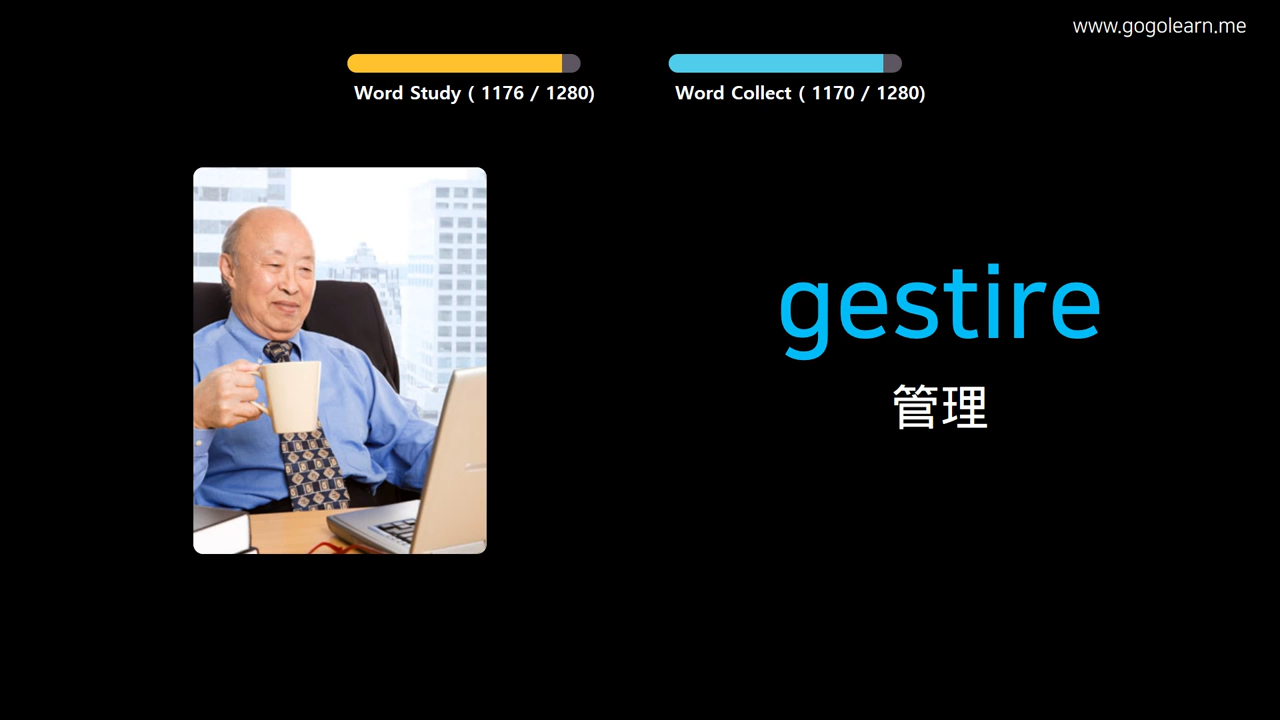 www.gogolearn.me
Word Study ( 1176 / 1280)
Word Collect ( 1170 / 1280)
gestire
管理